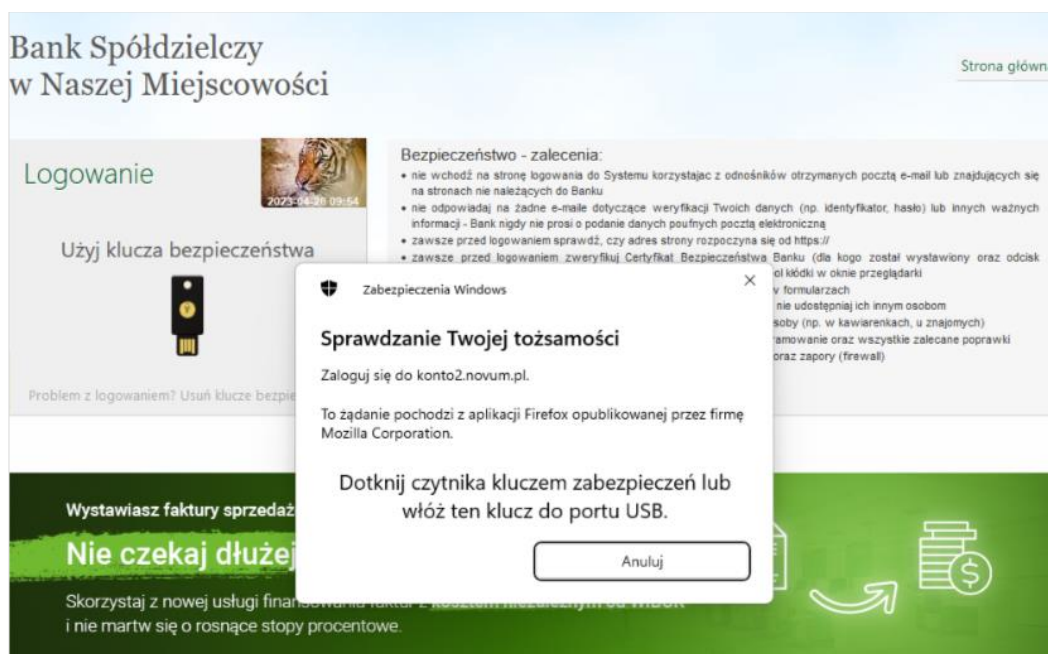 Bank Spółdzielczy
w Naszej Miejscowości
Strona główna
Logowanie
2023-04-26 09:54
Użyj klucza bezpieczeństwa
Problem z logowaniem? Usuń klucze bezpie
Bezpieczeństwo - zalecenia:
• nie wchodź na stronę logowania do Systemu korzystajac z odnośników otrzymanych pocztą e-mail lub znajdujących się
na stronach nie należących do Banku
• nie odpowiadaj na żadne e-maile dotyczące weryfikacji Twoich danych (np. identyfikator, hasło) lub innych ważnych
informacji - Bank nigdy nie prosi o podanie danych poufnych pocztą elektroniczną
• zawsze przed logowaniem sprawdź, czy adres strony rozpoczyna się od https://
• zawsze przed logowaniem zweryfikuj Certyfikat Bezpieczeństwa Banku (dla kogo został wystawiony oraz odcisk
ol kłódki w oknie przeglądarki
v formularzach
nie udostępniaj ich innym osobom
soby (np. w kawiarenkach, u znajomych)
amowanie oraz wszystkie zalecane poprawki
oraz zapory (firewall)
Zabezpieczenia Windows
Sprawdzanie Twojej tożsamości
Zaloguj się do konto2.novum.pl.
To żądanie pochodzi z aplikacji Firefox opublikowanej przez firmę
Mozilla Corporation.
Dotknij czytnika kluczem zabezpieczeń lub
włóż ten klucz do portu USB.
Anuluj
Wystawiasz faktury sprzedaż
Nie czekaj dłużej
Skorzystaj z nowej usługi finansowania faktur z kosztem niezależnym od WIBOR
i nie martw się o rosnące stopy procentowe.